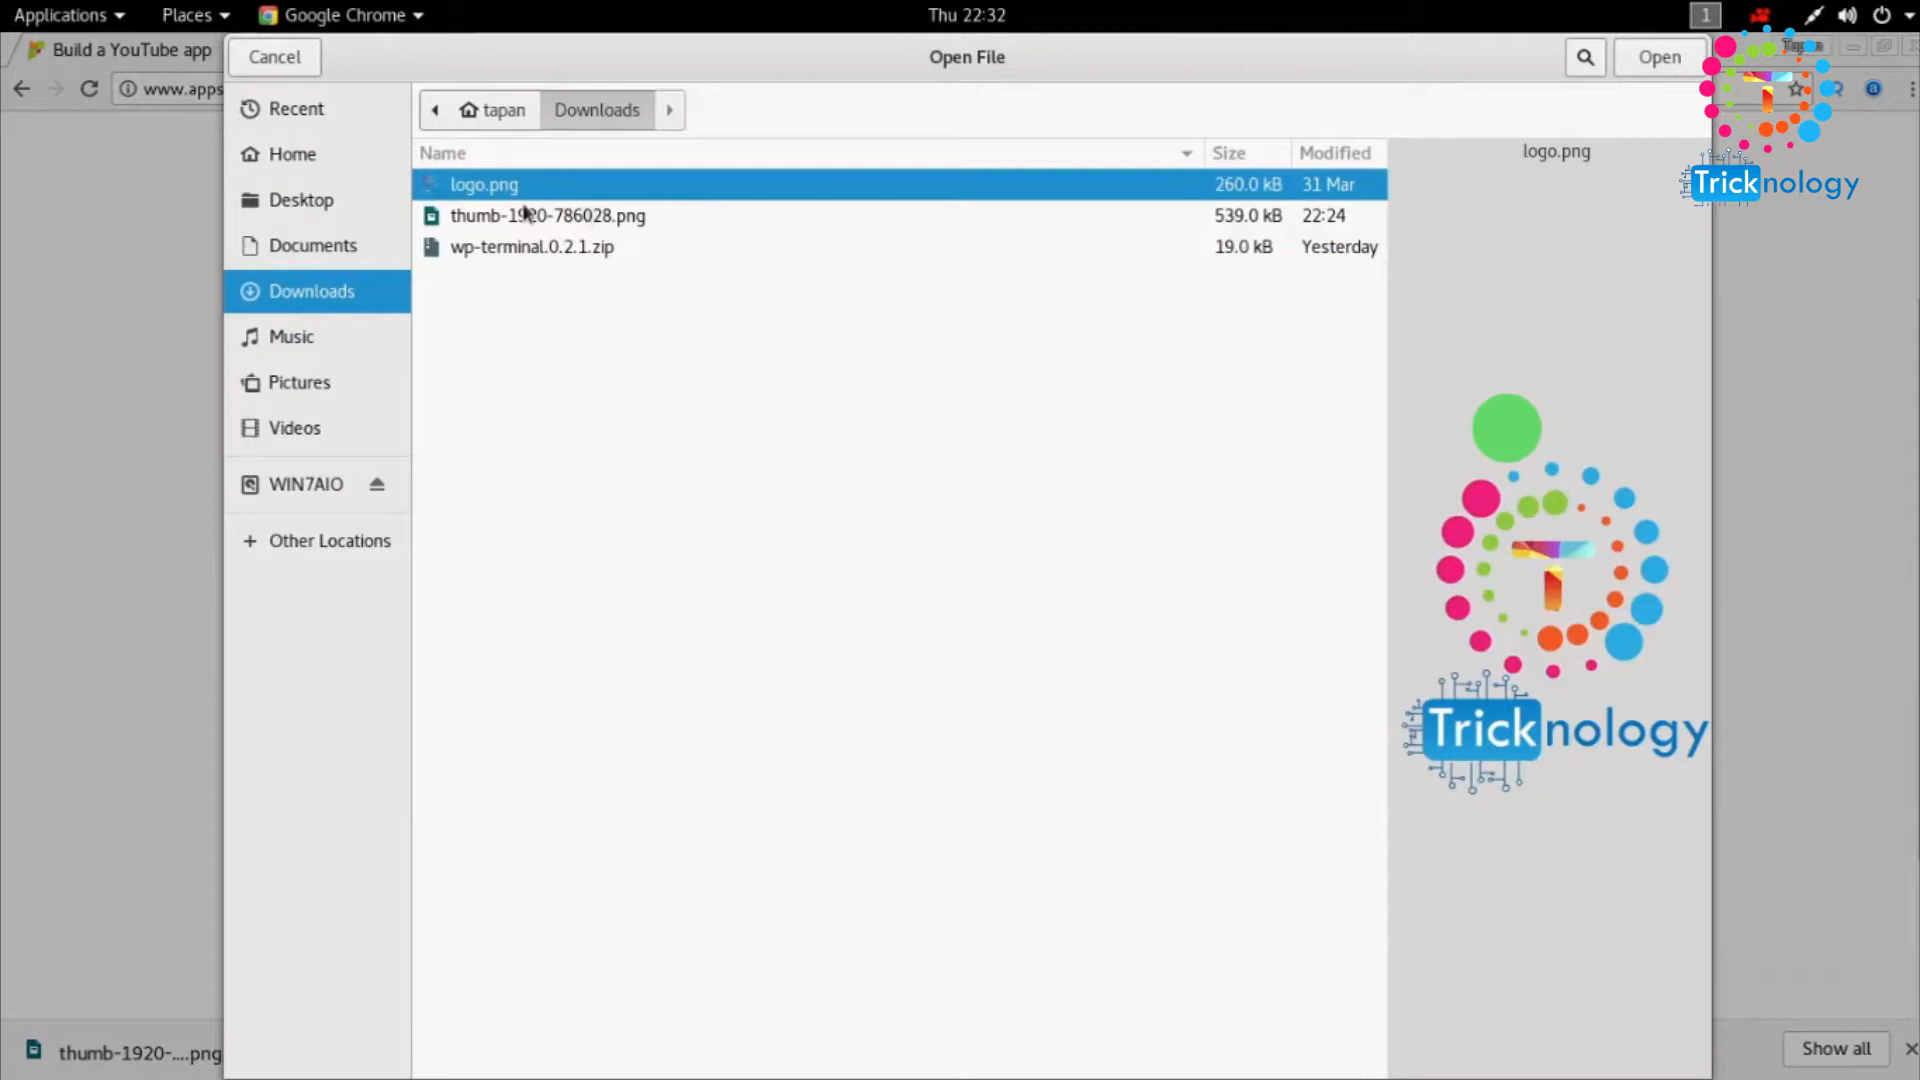 Applications
Places
Google Chrome
Thu 22:32
1
Build a YouTube app
www.apps
Cancel
Open File
Open
Tapan
Recent
Home
Desktop
Documents
Downloads
Music
Pictures
Videos
WIN7AIO
Other Locations
tapan
Downloads
Name
Size
Modified
logo.png
260.0 kB
31 Mar
thumb-1920-786028.png
539.0 kB
22:24
wp-terminal.0.2.1.zip
19.0 kB
Yesterday
logo.png
T
Tricknology
T
Tricknology
thumb-1920-....png
Show all